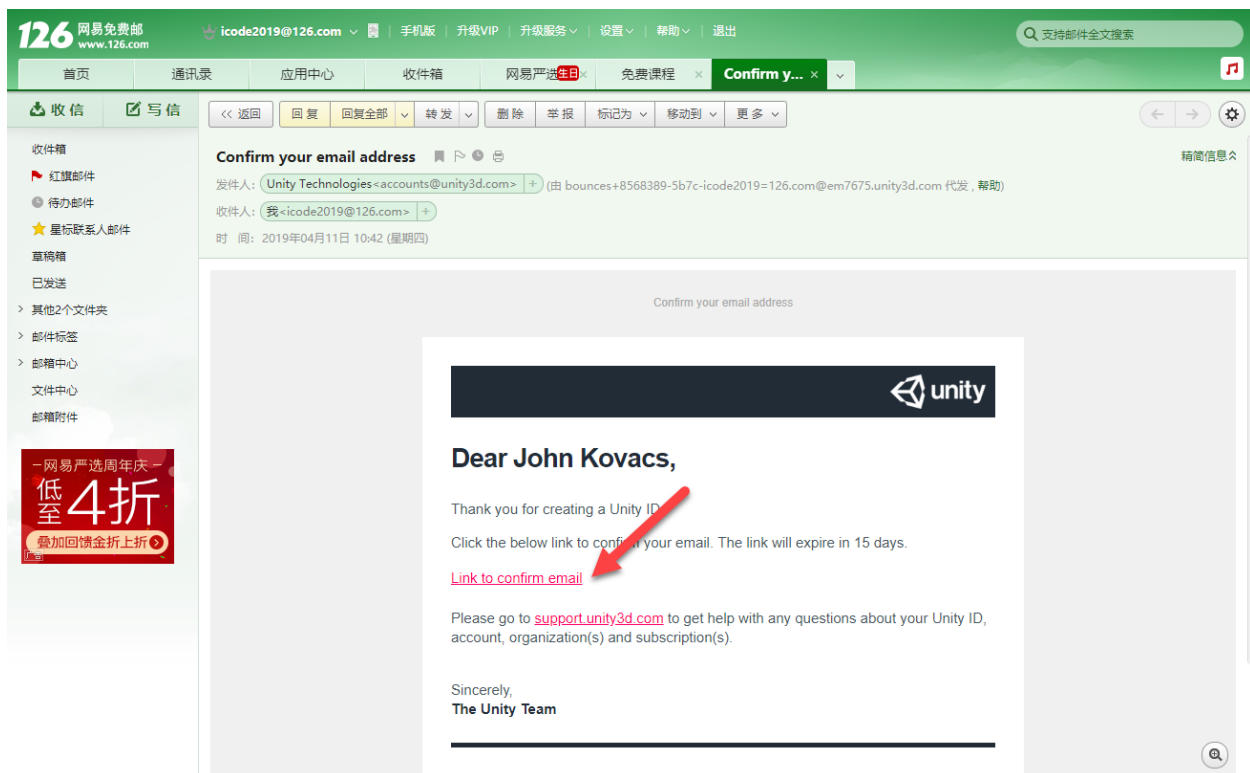 126 网易免费邮
www.126.com
icode2019@126.com 手机版 升级VIP 升级服务 设置 帮助 退出
支持邮件全文搜索
首页 通讯录 应用中心 收件箱 网易严选 生日 免费课程 × Confirm y... ×
收信 写信
<< 返回 回复 回复全部 转发 删除 举报 标记为 移动到 更多
收件箱
红旗邮件
待办邮件
星标联系人邮件
草稿箱
已发送
其他2个文件夹
邮件标签
邮箱中心
文件中心
邮箱附件
一网易严选周年庆一
低至4折
叠加回馈金折上折
广告
Confirm your email address
精简信息
发件人: Unity Technologies<accounts@unity3d.com> + (由 bounces+8568389-5b7c-icode2019=126.com@em7675.unity3d.com 代发 , 帮助)
收件人: 我<icode2019@126.com> +
时 间: 2019年04月11日 10:42 (星期四)
Confirm your email address
unity
Dear John Kovacs,
Thank you for creating a Unity ID
Click the below link to confirm your email. The link will expire in 15 days.
Link to confirm email
Please go to support.unity3d.com to get help with any questions about your Unity ID,
account, organization(s) and subscription(s).
Sincerely,
The Unity Team